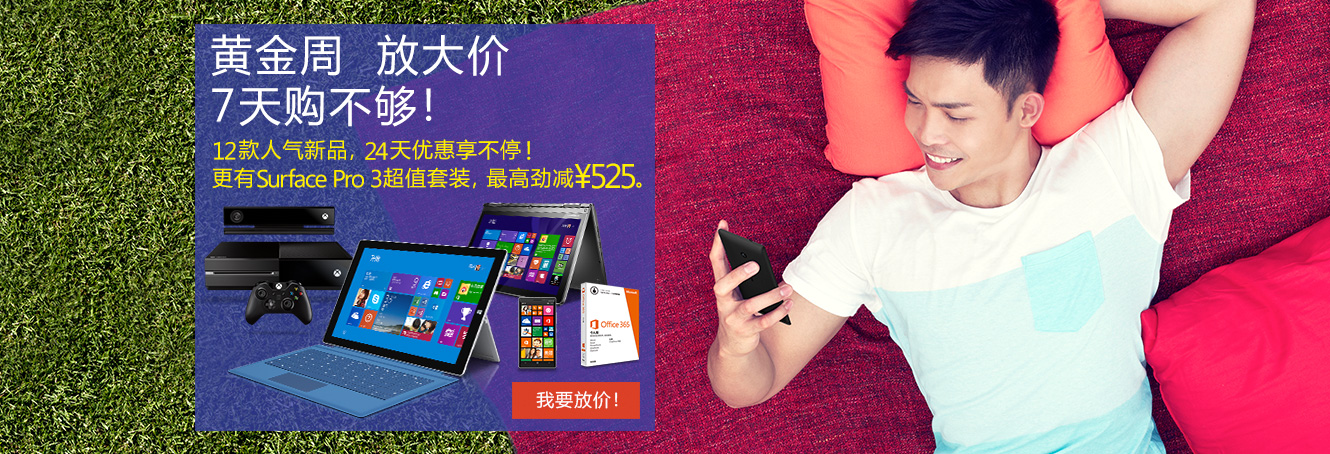 黄金周 放大价
7天购不够！
12款人气新品，24天优惠享不停！
更有Surface Pro 3超值套装，最高劲减¥525。
开始
Office 365
我要放价！